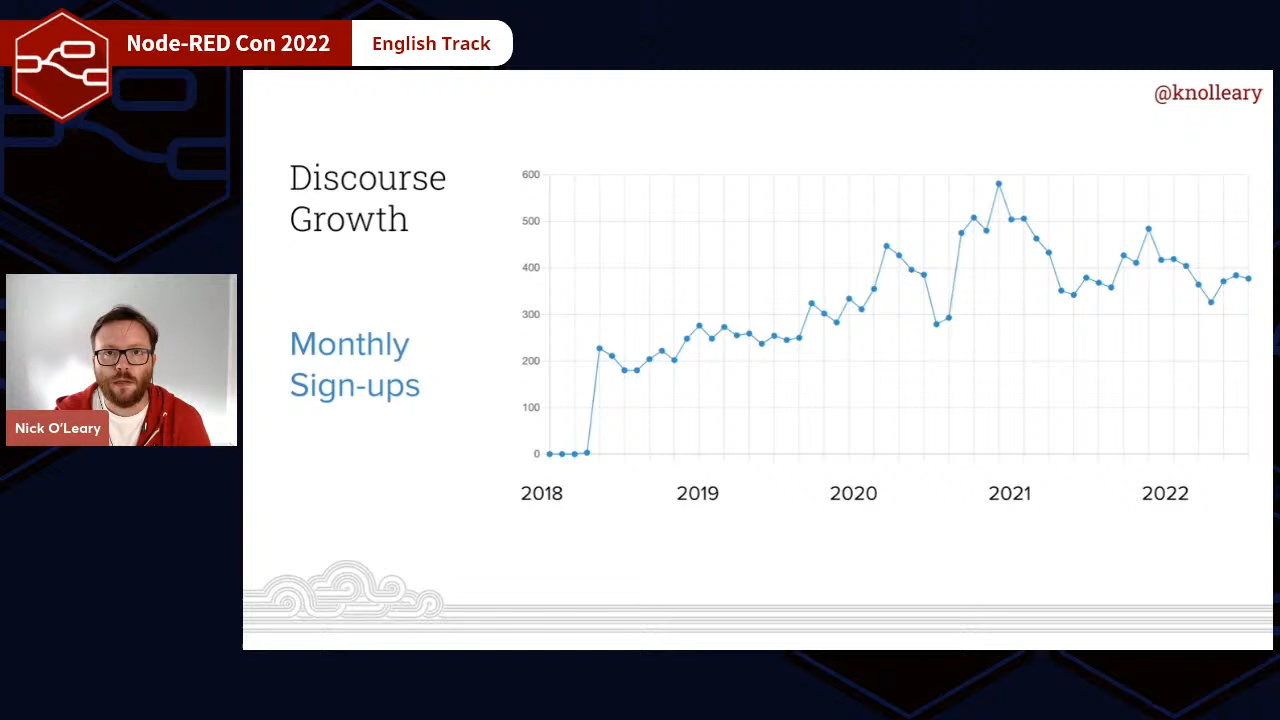 Node-RED Con 2022
English Track
@knolleary
Discourse
Growth
Monthly
Sign-ups
600
500
400
300
200
100
0
2018
2019
2020
2021
2022
Nick O'Leary